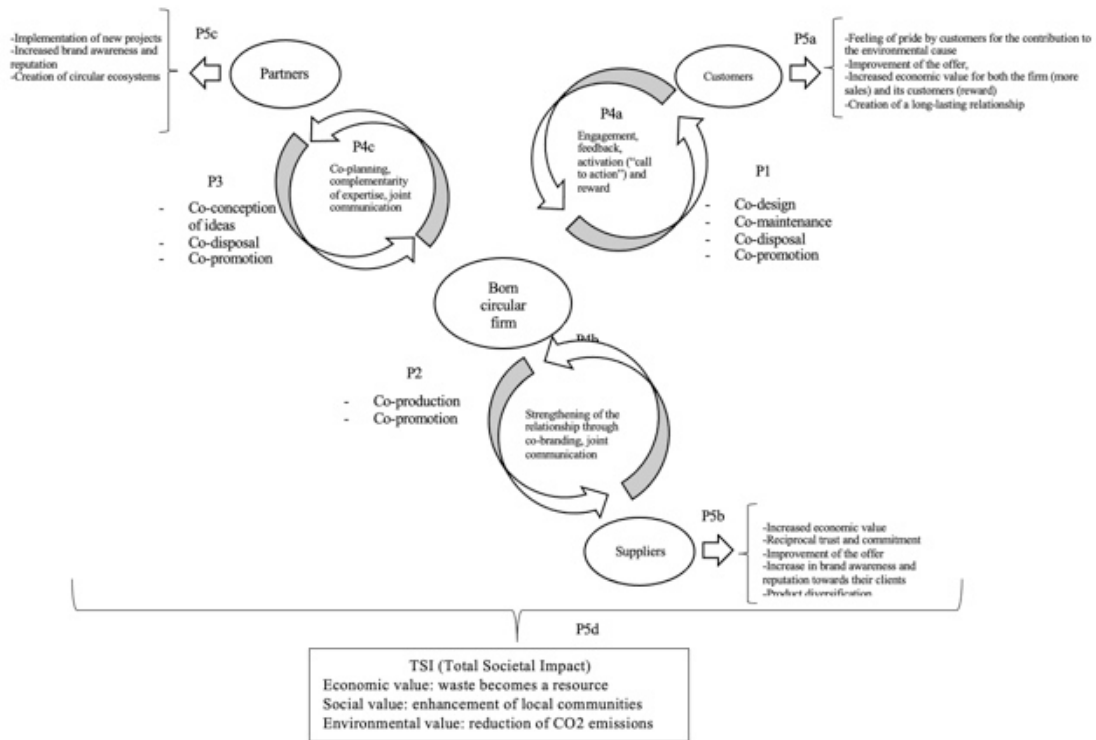 P5c
-Implementation of new projects
-Increased brand awareness and
reputation
-Creation of circular ecosystems
Partners
P5a
Customers
-Feeling of pride by customers for the contribution to
the environmental cause
-Improvement of the offer,
-Increased economic value for both the firm (more
sales) and its customers (reward)
-Creation of a long-lasting relationship
P4c
Co-planning,
complementarity
of expertise, joint
communication
P4a
Engagement,
feedback,
activation ("call
to action") and
reward
P3
- Co-conception
of ideas
- Co-disposal
- Co-promotion
P1
- Co-design
- Co-maintenance
- Co-disposal
- Co-promotion
Born
circular
firm
P4b
P2
- Co-production
- Co-promotion
Strengthening of the
relationship through
co-branding, joint
communication
Suppliers
P5b
-Increased economic value
-Reciprocal trust and commitment
-Improvement of the offer
-Increase in brand awareness and
reputation towards their clients
-Product diversification
P5d
TSI (Total Societal Impact)
Economic value: waste becomes a resource
Social value: enhancement of local communities
Environmental value: reduction of CO2 emissions